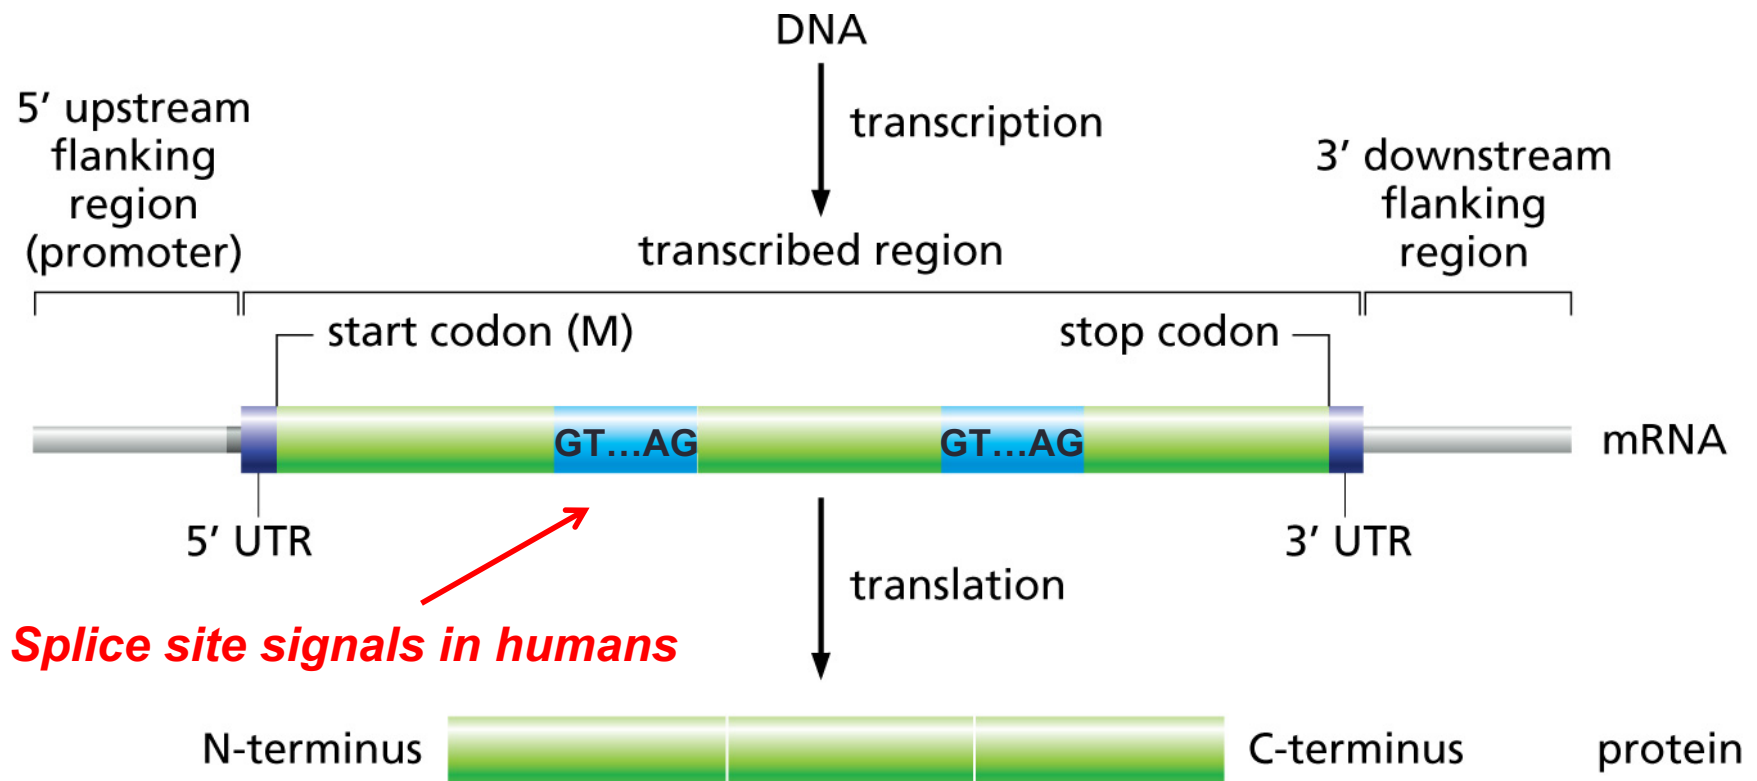 DNA
transcription
5’ upstream
flanking
region
(promoter)
transcribed region
3’ downstream
flanking
region
start codon (M)
stop codon
GT...AG
GT...AG
mRNA
5’ UTR
3’ UTR
translation
Splice site signals in humans
N-terminus
C-terminus
protein